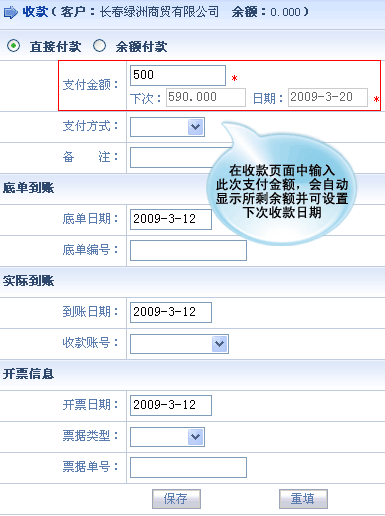 收款（客户：长春绿洲商贸有限公司 余额：0.000）
直接付款 余额付款
支付金额： 500 *
下次： 590.000 日期： 2009-3-20 *
支付方式：
备 注：
在收款页面中输入
此次支付金额，会自动
显示所剩余额并可设置
下次收款日期
底单到账
底单日期： 2009-3-12
底单编号：
实际到账
到账日期： 2009-3-12
收款账号：
开票信息
开票日期： 2009-3-12
票据类型：
票据单号：
保存 重填